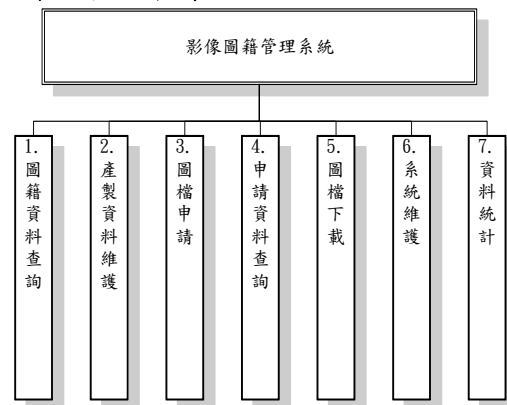 影像圖籍管理系統
1.圖籍資料查詢
2.產製資料維護
3.圖檔申請
4.申請資料查詢
5.圖檔下載
6.系統維護
7.資料統計